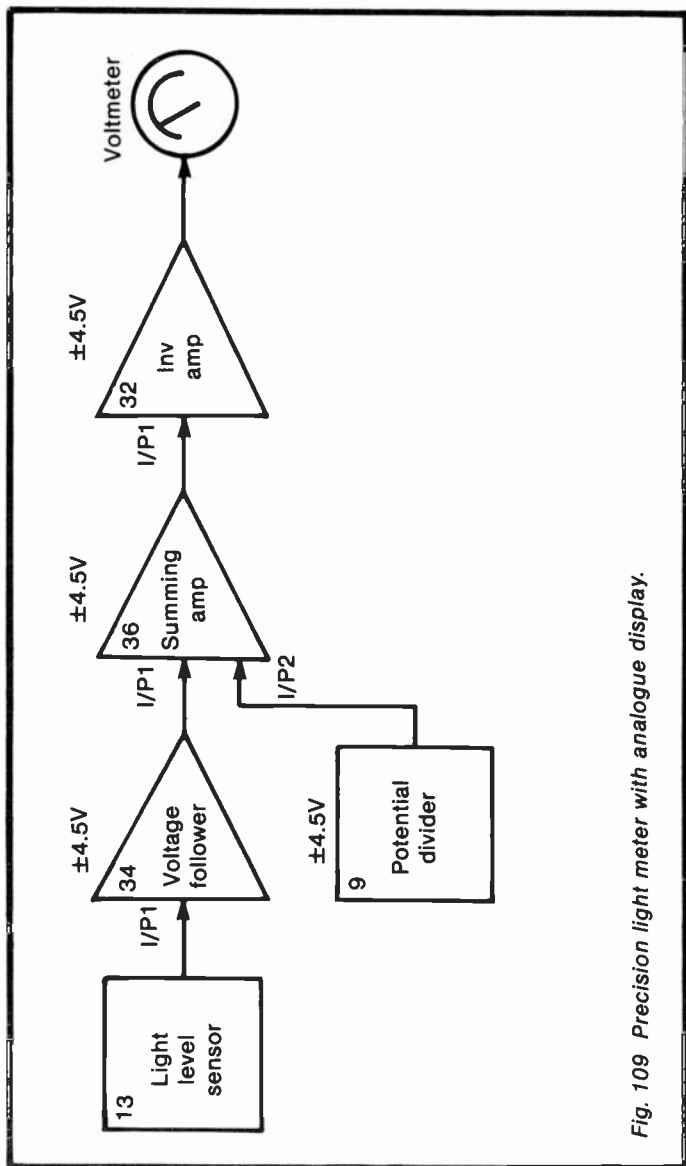 13
Light
level
sensor
I/P1
±4.5V
34
Voltage
follower
±4.5V
9
Potential
divider
I/P1
I/P2
±4.5V
36
Summing
amp
I/P1
±4.5V
32
Inv
amp
Voltmeter
Fig. 109 Precision light meter with analogue display.